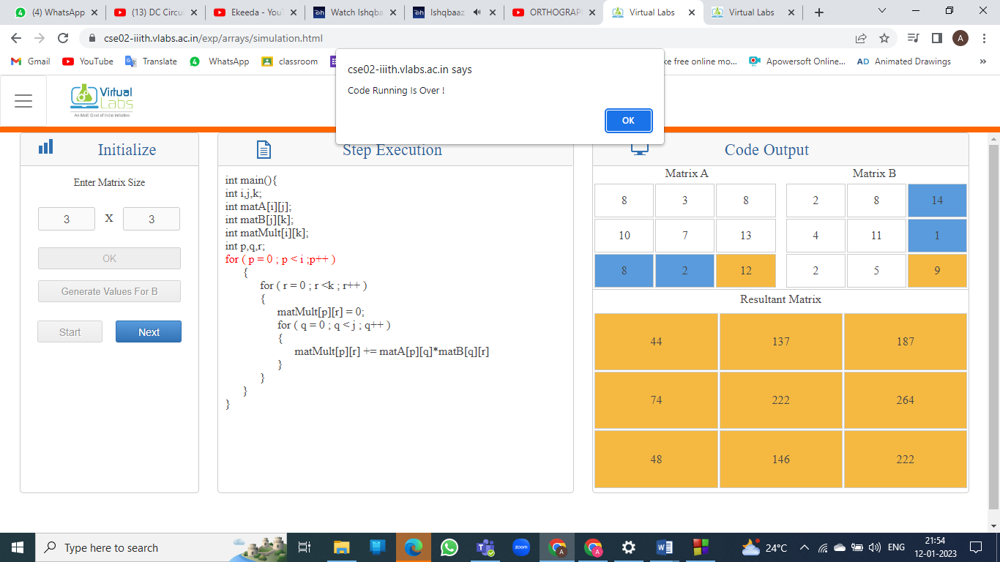 (4) WhatsApp
(13) DC Circu
Ekeeda - You
Watch Ishqba
Ishqbaaz
ORTHOGRAP
Virtual Labs
Virtual Labs
cse02-iiith.vlabs.ac.in/exp/arrays/simulation.html
A
Gmail
YouTube
Translate
4
WhatsApp
classroom
ke free online mo...
Apowersoft Online...
AD Animated Drawings
»
cse02-iiith.vlabs.ac.in says
Code Running Is Over !
OK
Virtual
Labs
An MoE Govt of India Initiative
Initialize
Enter Matrix Size
3 X 3
OK
Generate Values For B
Start Next
Step Execution
int main(){
int i,j,k;
int matA[i][j];
int matB[j][k];
int matMult[i][k];
int p,q,r;
for ( p = 0 ; p < i ;p++ )
{
for ( r = 0 ; r <k ; r++ )
{
matMult[p][r] = 0;
for ( q = 0 ; q < j ; q++ )
{
matMult[p][r] += matA[p][q]*matB[q][r]
}
}
}
}
Code Output
Matrix A Matrix B
8 3 8 2 8 14
10 7 13 4 11 1
8 2 12 2 5 9
Resultant Matrix
44 137 187
74 222 264
48 146 222
Type here to search
zoom
A
A
24°C
ENG
21:54
12-01-2023